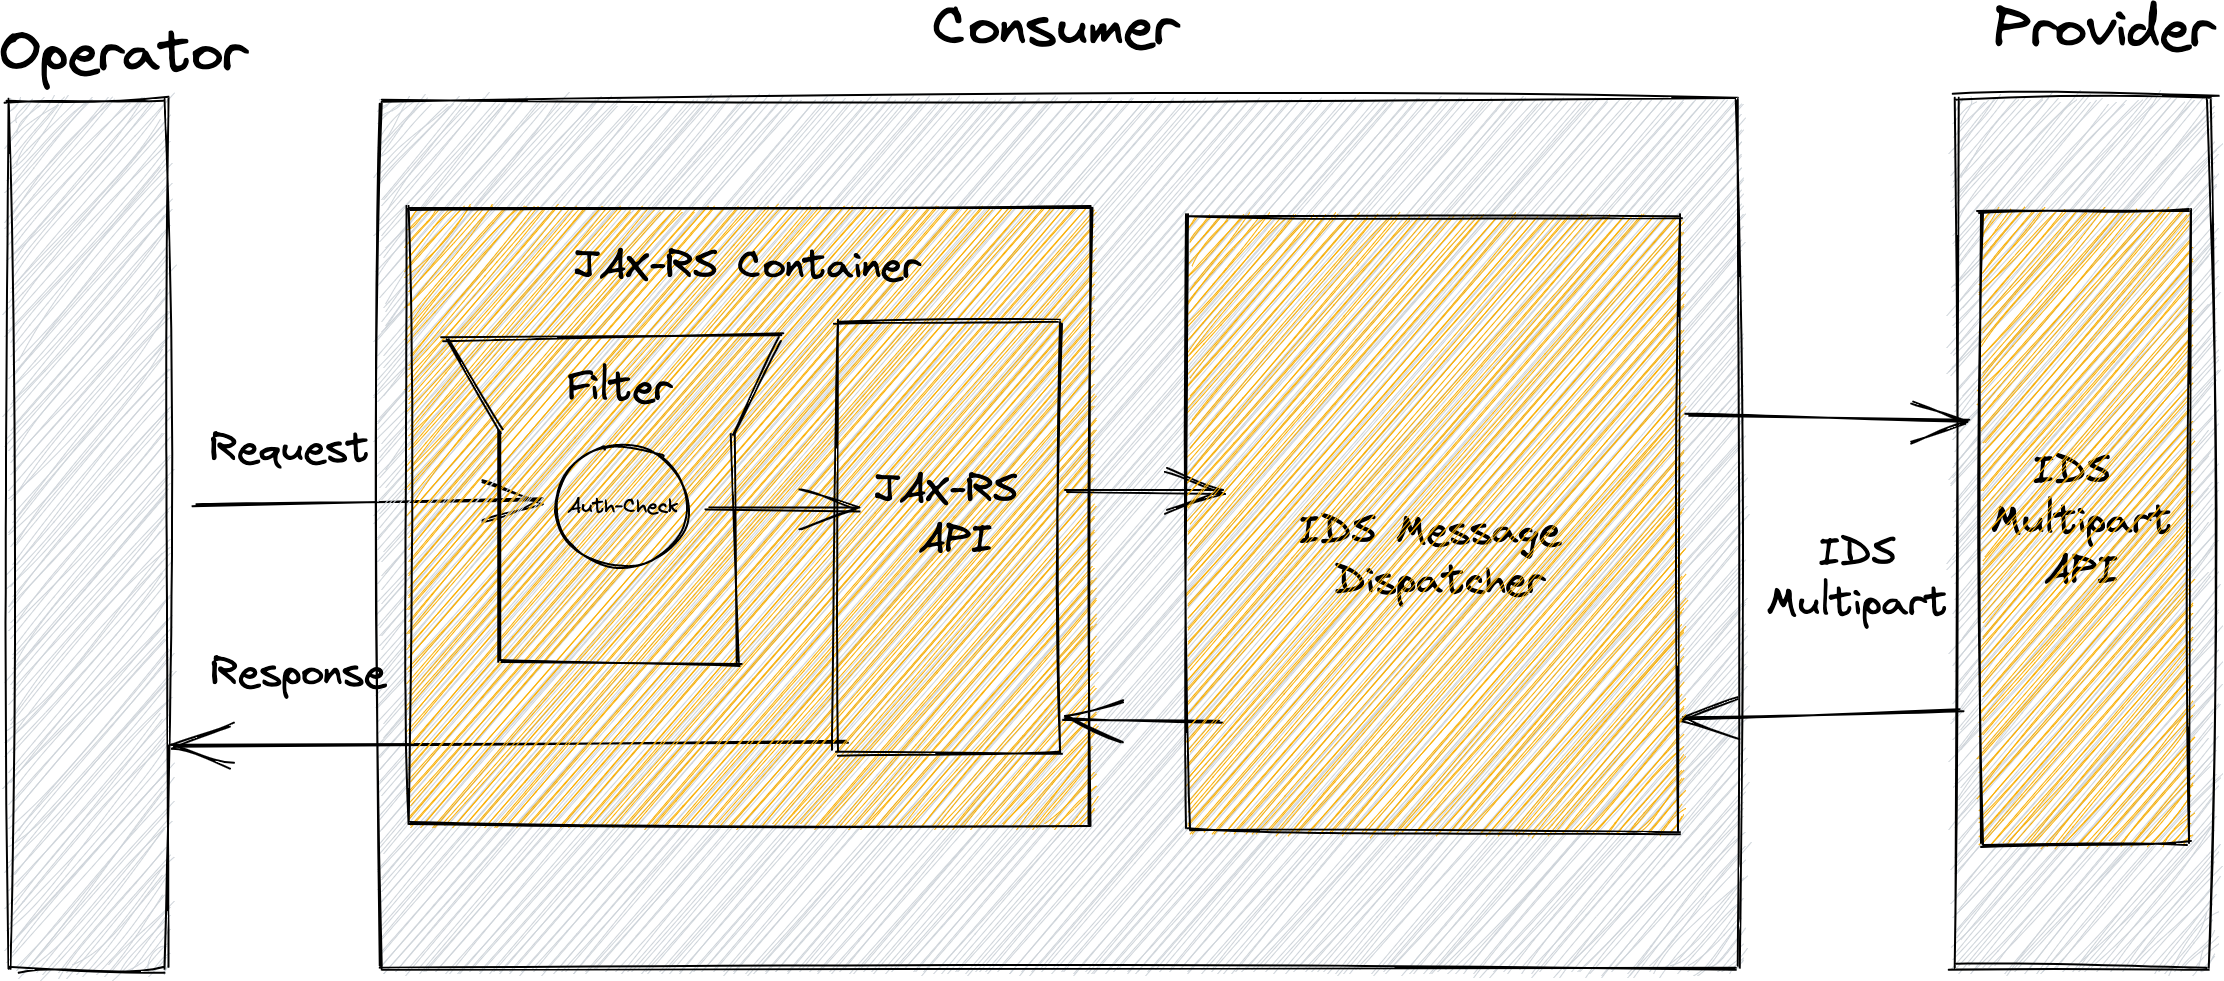 Operator
Consumer
Provider
JAX-RS Container
Filter
Auth-Check
JAX-RS
API
Request
Response
IDS Message
Dispatcher
IDS
Multipart
IDS
Multipart
API